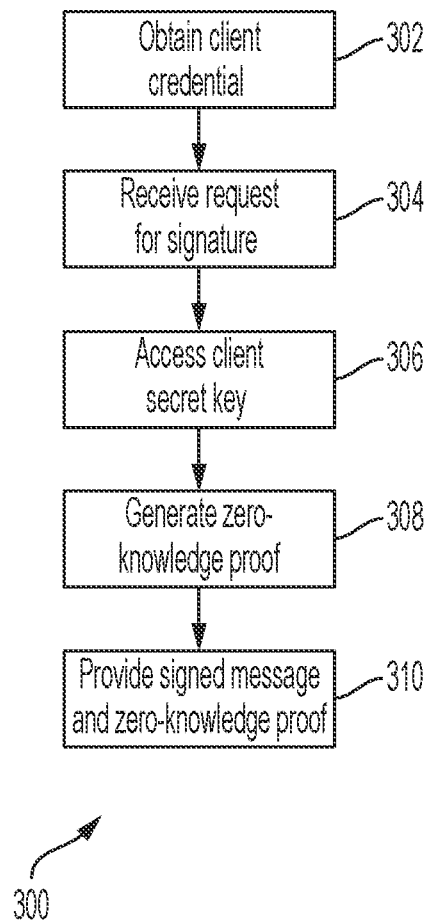 Obtain client
credential
302
Receive request
for signature
304
Access client
secret key
306
Generate zero-
knowledge proof
308
Provide signed message
and zero-knowledge proof
310
300